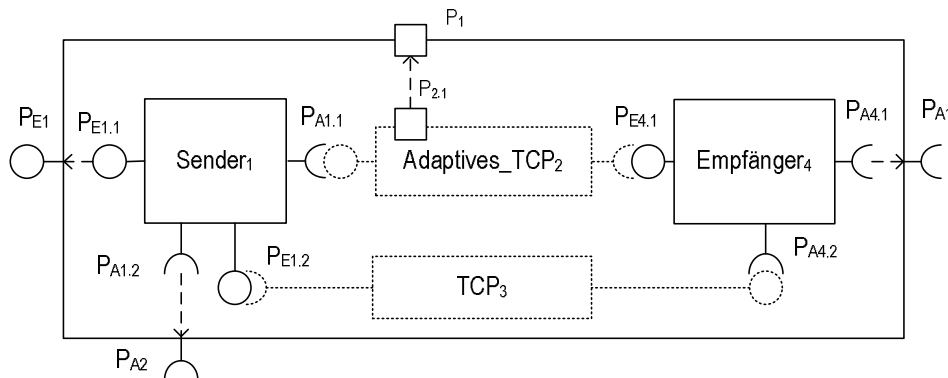 P1
P2.1
PE1
PE1.1
Sender1
PA1.1
Adaptives_TCP2
PE4.1
Empfänger4
PA4.1
PA1
PA1.2
PE1.2
TCP3
PA4.2
PA2